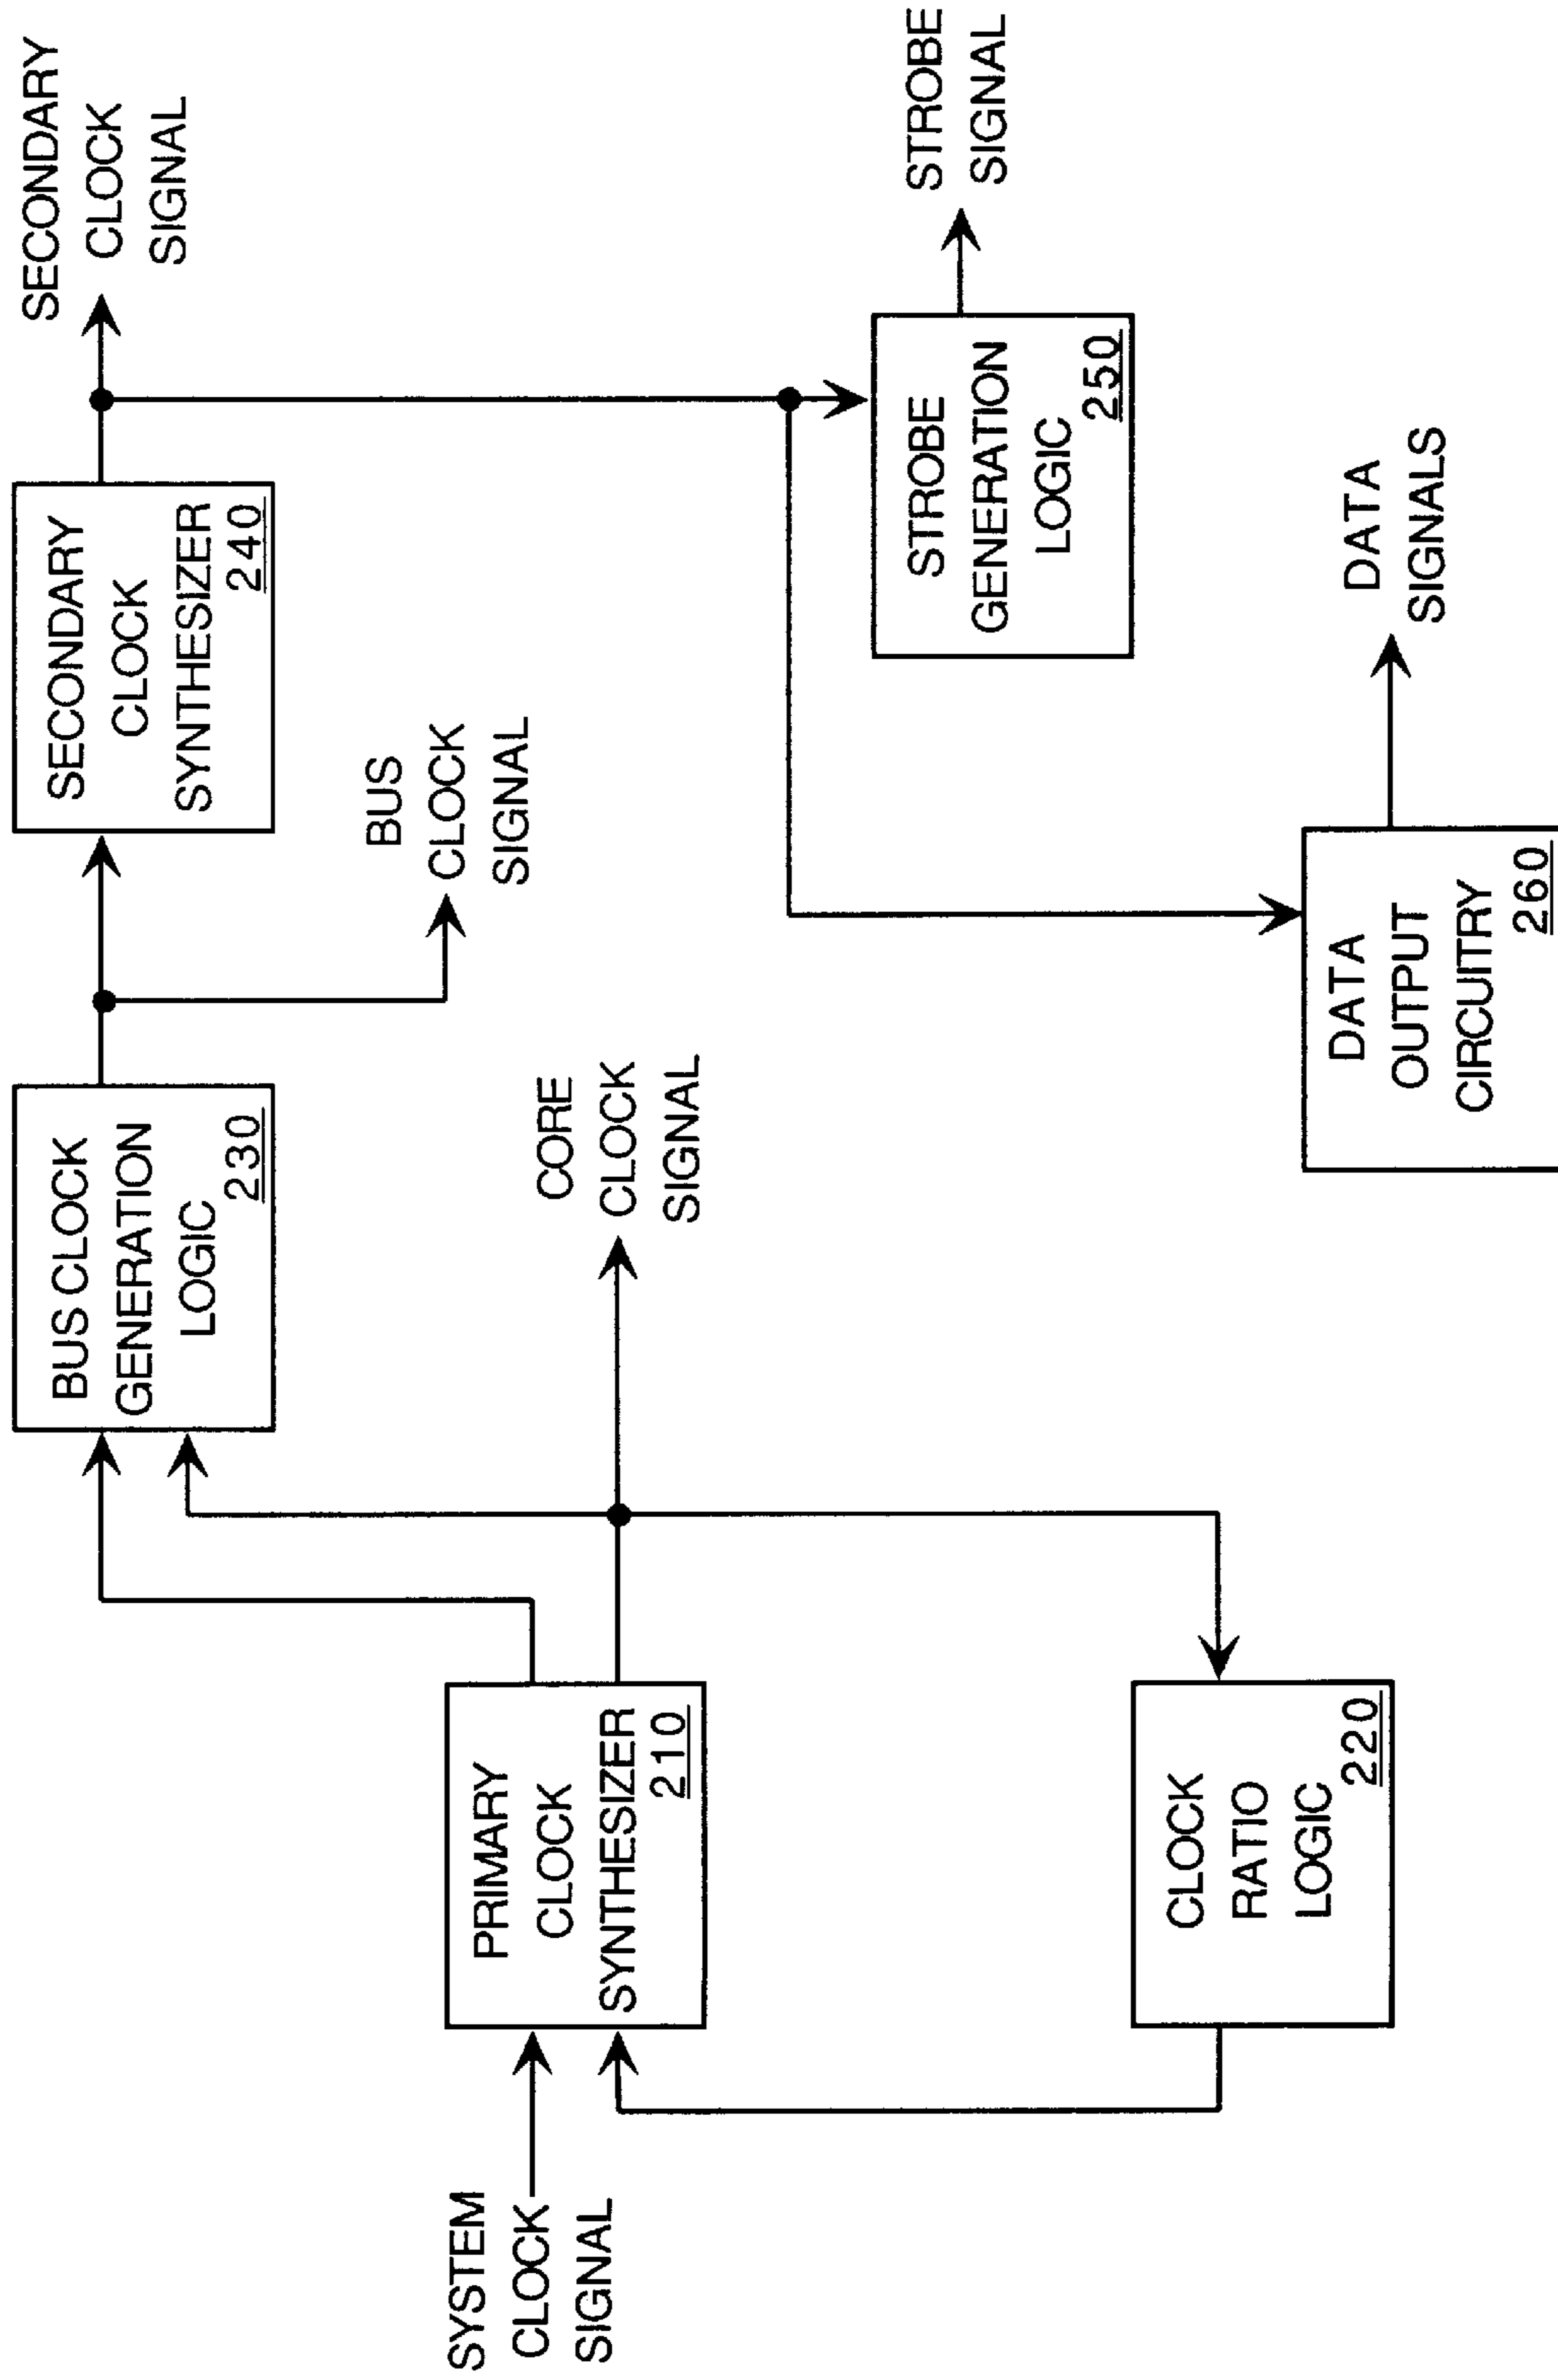 SYSTEM
CLOCK
SIGNAL
PRIMARY
CLOCK
SYNTHESIZER
210
CLOCK
RATIO
LOGIC
220
BUS CLOCK
GENERATION
LOGIC
230
CORE
CLOCK
SIGNAL
BUS
CLOCK
SIGNAL
SECONDARY
CLOCK
SYNTHESIZER
240
SECONDARY
CLOCK
SIGNAL
STROBE
GENERATION
LOGIC
250
STROBE
SIGNAL
DATA
OUTPUT
CIRCUITRY
260
DATA
SIGNALS